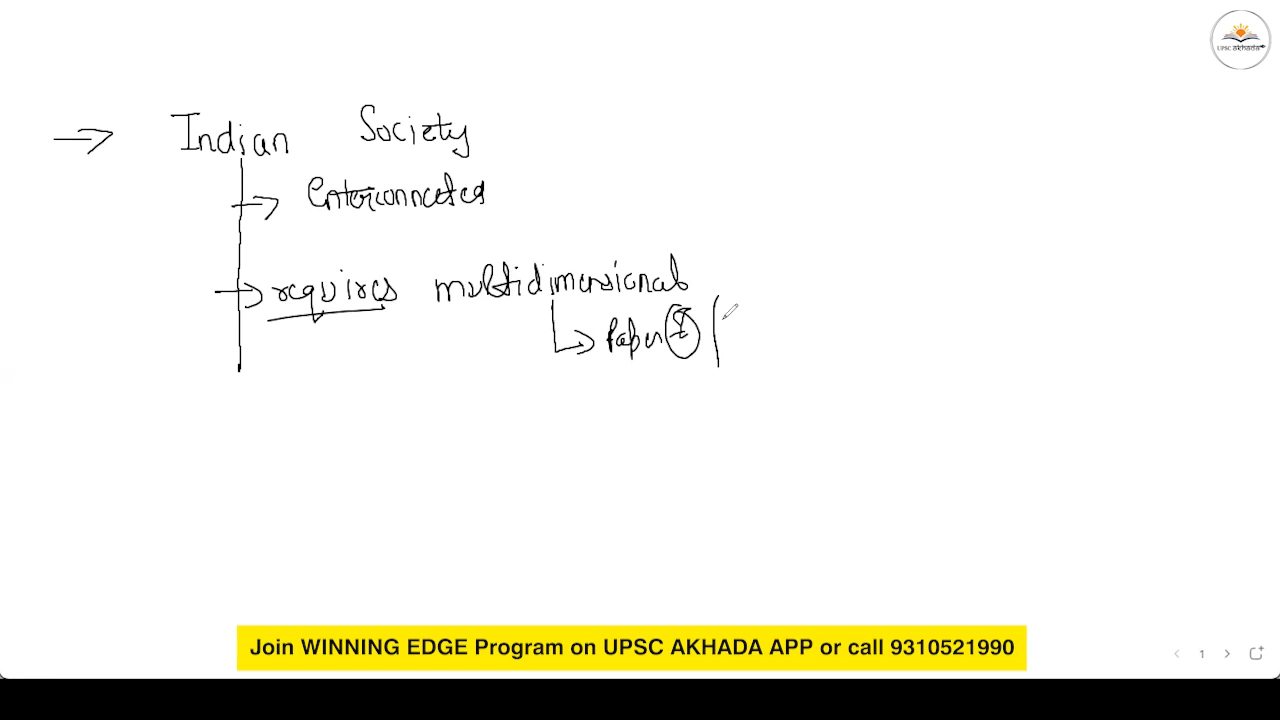 UPSC akhada
→ Indian Society
→ Interconnected
→ requires multidimensional
→ Paper I |
Join WINNING EDGE Program on UPSC AKHADA APP or call 9310521990
< 1 >